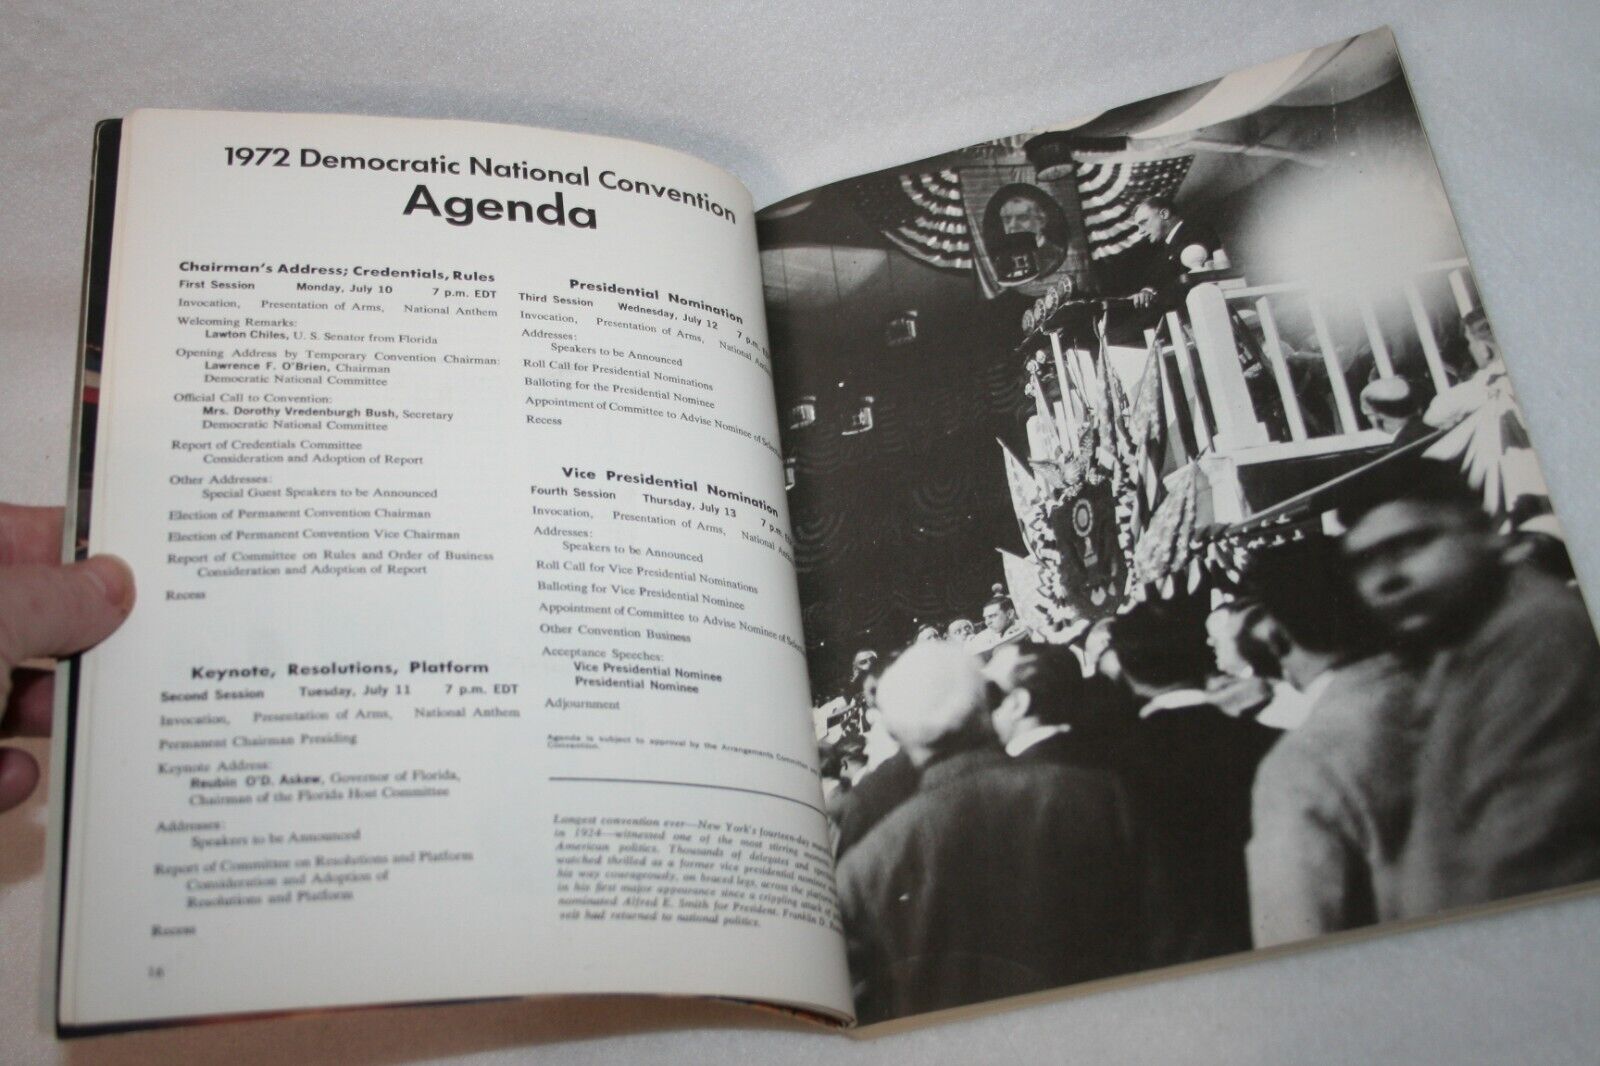 1972 Democratic National Convention
Agenda
Chairman's Address; Credentials, Rules
First Session Monday, July 10 7 p.m. EDT
Invocation, Presentation of Arms, National Anthem
Welcoming Remarks:
Lawton Chiles, U. S. Senator from Florida
Opening Address by Temporary Convention Chairman:
Lawrence F. O'Brien, Chairman
Democratic National Committee
Official Call to Convention:
Mrs. Dorothy Vredenburgh Bush, Secretary
Democratic National Committee
Report of Credentials Committee
Consideration and Adoption of Report
Other Addresses:
Special Guest Speakers to be Announced
Election of Permanent Convention Chairman
Election of Permanent Convention Vice Chairman
Report of Committee on Rules and Order of Business
Consideration and Adoption of Report
Recess
Keynote, Resolutions, Platform
Second Session Tuesday, July 11 7 p.m. EDT
Invocation, Presentation of Arms, National Anthem
Permanent Chairman Presiding
Keynote Address:
Reubin O'D. Askew, Governor of Florida,
Chairman of the Florida Host Committee
Addresses:
Speakers to be Announced
Report of Committee on Resolutions and Platform
Consideration and Adoption of
Resolutions and Platform
Recess
16
Presidential Nomination
Third Session Wednesday, July 12 7 p.m.
Invocation, Presentation of Arms, National
Addresses:
Speakers to be Announced
Roll Call for Presidential Nominations
Balloting for the Presidential Nominee
Appointment of Committee to Advise Nominee of
Recess
Vice Presidential Nomination
Fourth Session Thursday, July 13 7 p.m.
Invocation, Presentation of Arms, National
Addresses:
Speakers to be Announced
Roll Call for Vice Presidential Nominations
Balloting for Vice Presidential Nominee
Appointment of Committee to Advise Nominee of
Other Convention Business
Acceptance Speeches:
Vice Presidential Nominee
Presidential Nominee
Adjournment
Agenda is subject to approval by the Arrangements Committee
Convention.
Longest convention ever—New York's fourteen-day
in 1924—witnessed one of the most stirring
American politics. Thousands of delegates and
watched thrilled as a former vice presidential nominee
his way courageously, on braced legs, across the platform
in his first major appearance since a crippling attack of
nominated Alfred E. Smith for President. Franklin D.
velt had returned to national politics.